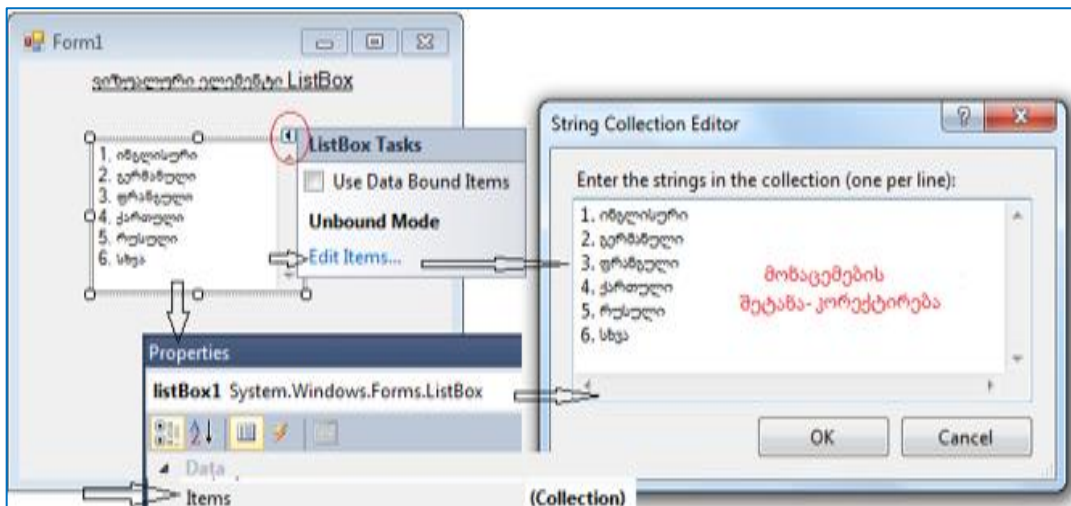 Form1
ვიზუალური ელემენტი ListBox
1. ინგლისური
2. გერმანული
3. ფრანგული
4. ქართული
5. რუსული
6. სხვა
ListBox Tasks
Use Data Bound Items
Unbound Mode
Edit Items...
Properties
listBox1 System.Windows.Forms.ListBox
Data
Items (Collection)
String Collection Editor
Enter the strings in the collection (one per line):
1. ინგლისური
2. გერმანული
3. ფრანგული
4. ქართული
5. რუსული
6. სხვა
მონაცემების
შეტანა-კორექტირება
OK Cancel